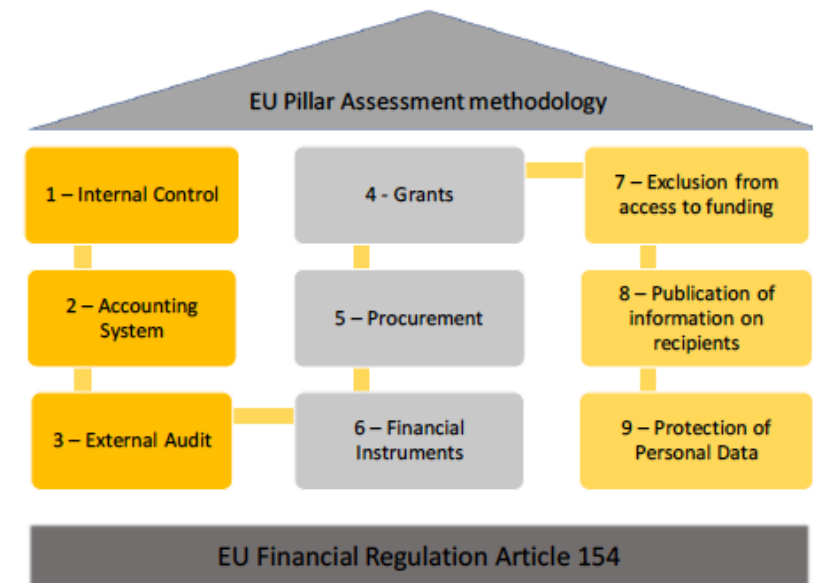 EU Pillar Assessment methodology
1 – Internal Control
2 – Accounting
System
3 – External Audit
4 - Grants
5 – Procurement
6 – Financial
Instruments
7 – Exclusion from
access to funding
8 – Publication of
information on
recipients
9 – Protection of
Personal Data
EU Financial Regulation Article 154